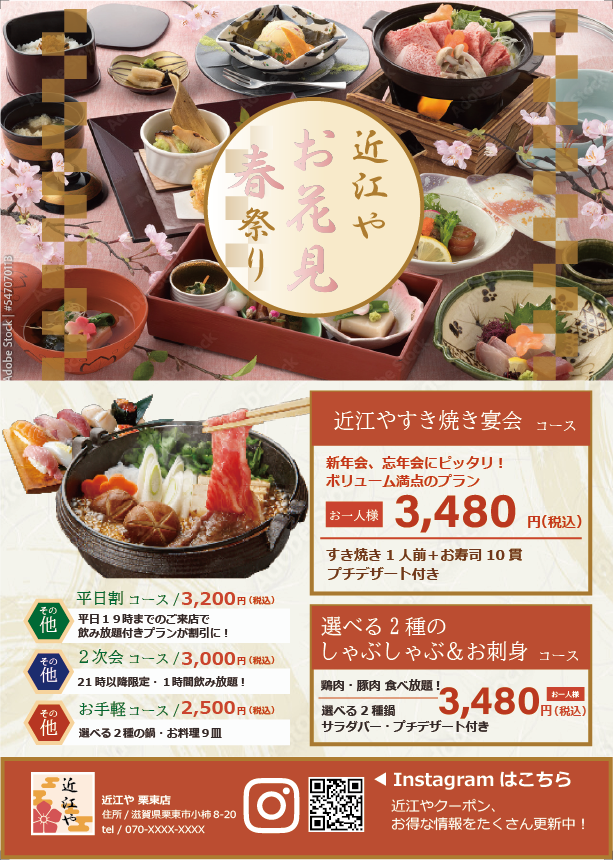 近江や
お花見
春祭り
Adobe Stock | #547070113
近江やすき焼き宴会 コース
新年会、忘年会にピッタリ！
ボリューム満点のプラン
お一人様 3,480円(税込)
すき焼き1人前＋お寿司10貫
プチデザート付き
その他 平日割 コース / 3,200円(税込)
平日19時までのご来店で
飲み放題付きプランが割引に！
その他 2次会 コース / 3,000円(税込)
21時以降限定・1時間飲み放題！
その他 お手軽 コース / 2,500円(税込)
選べる2種の鍋・お料理9皿
選べる2種の
しゃぶしゃぶ＆お刺身 コース
鶏肉・豚肉 食べ放題！
選べる2種鍋
サラダバー・プチデザート付き
お一人様
3,480円(税込)
近江や
近江や 栗東店
住所 / 滋賀県栗東市小柿8-20
tel / 070-XXXX-XXXX
◀ Instagram はこちら
近江やクーポン、
お得な情報をたくさん更新中！